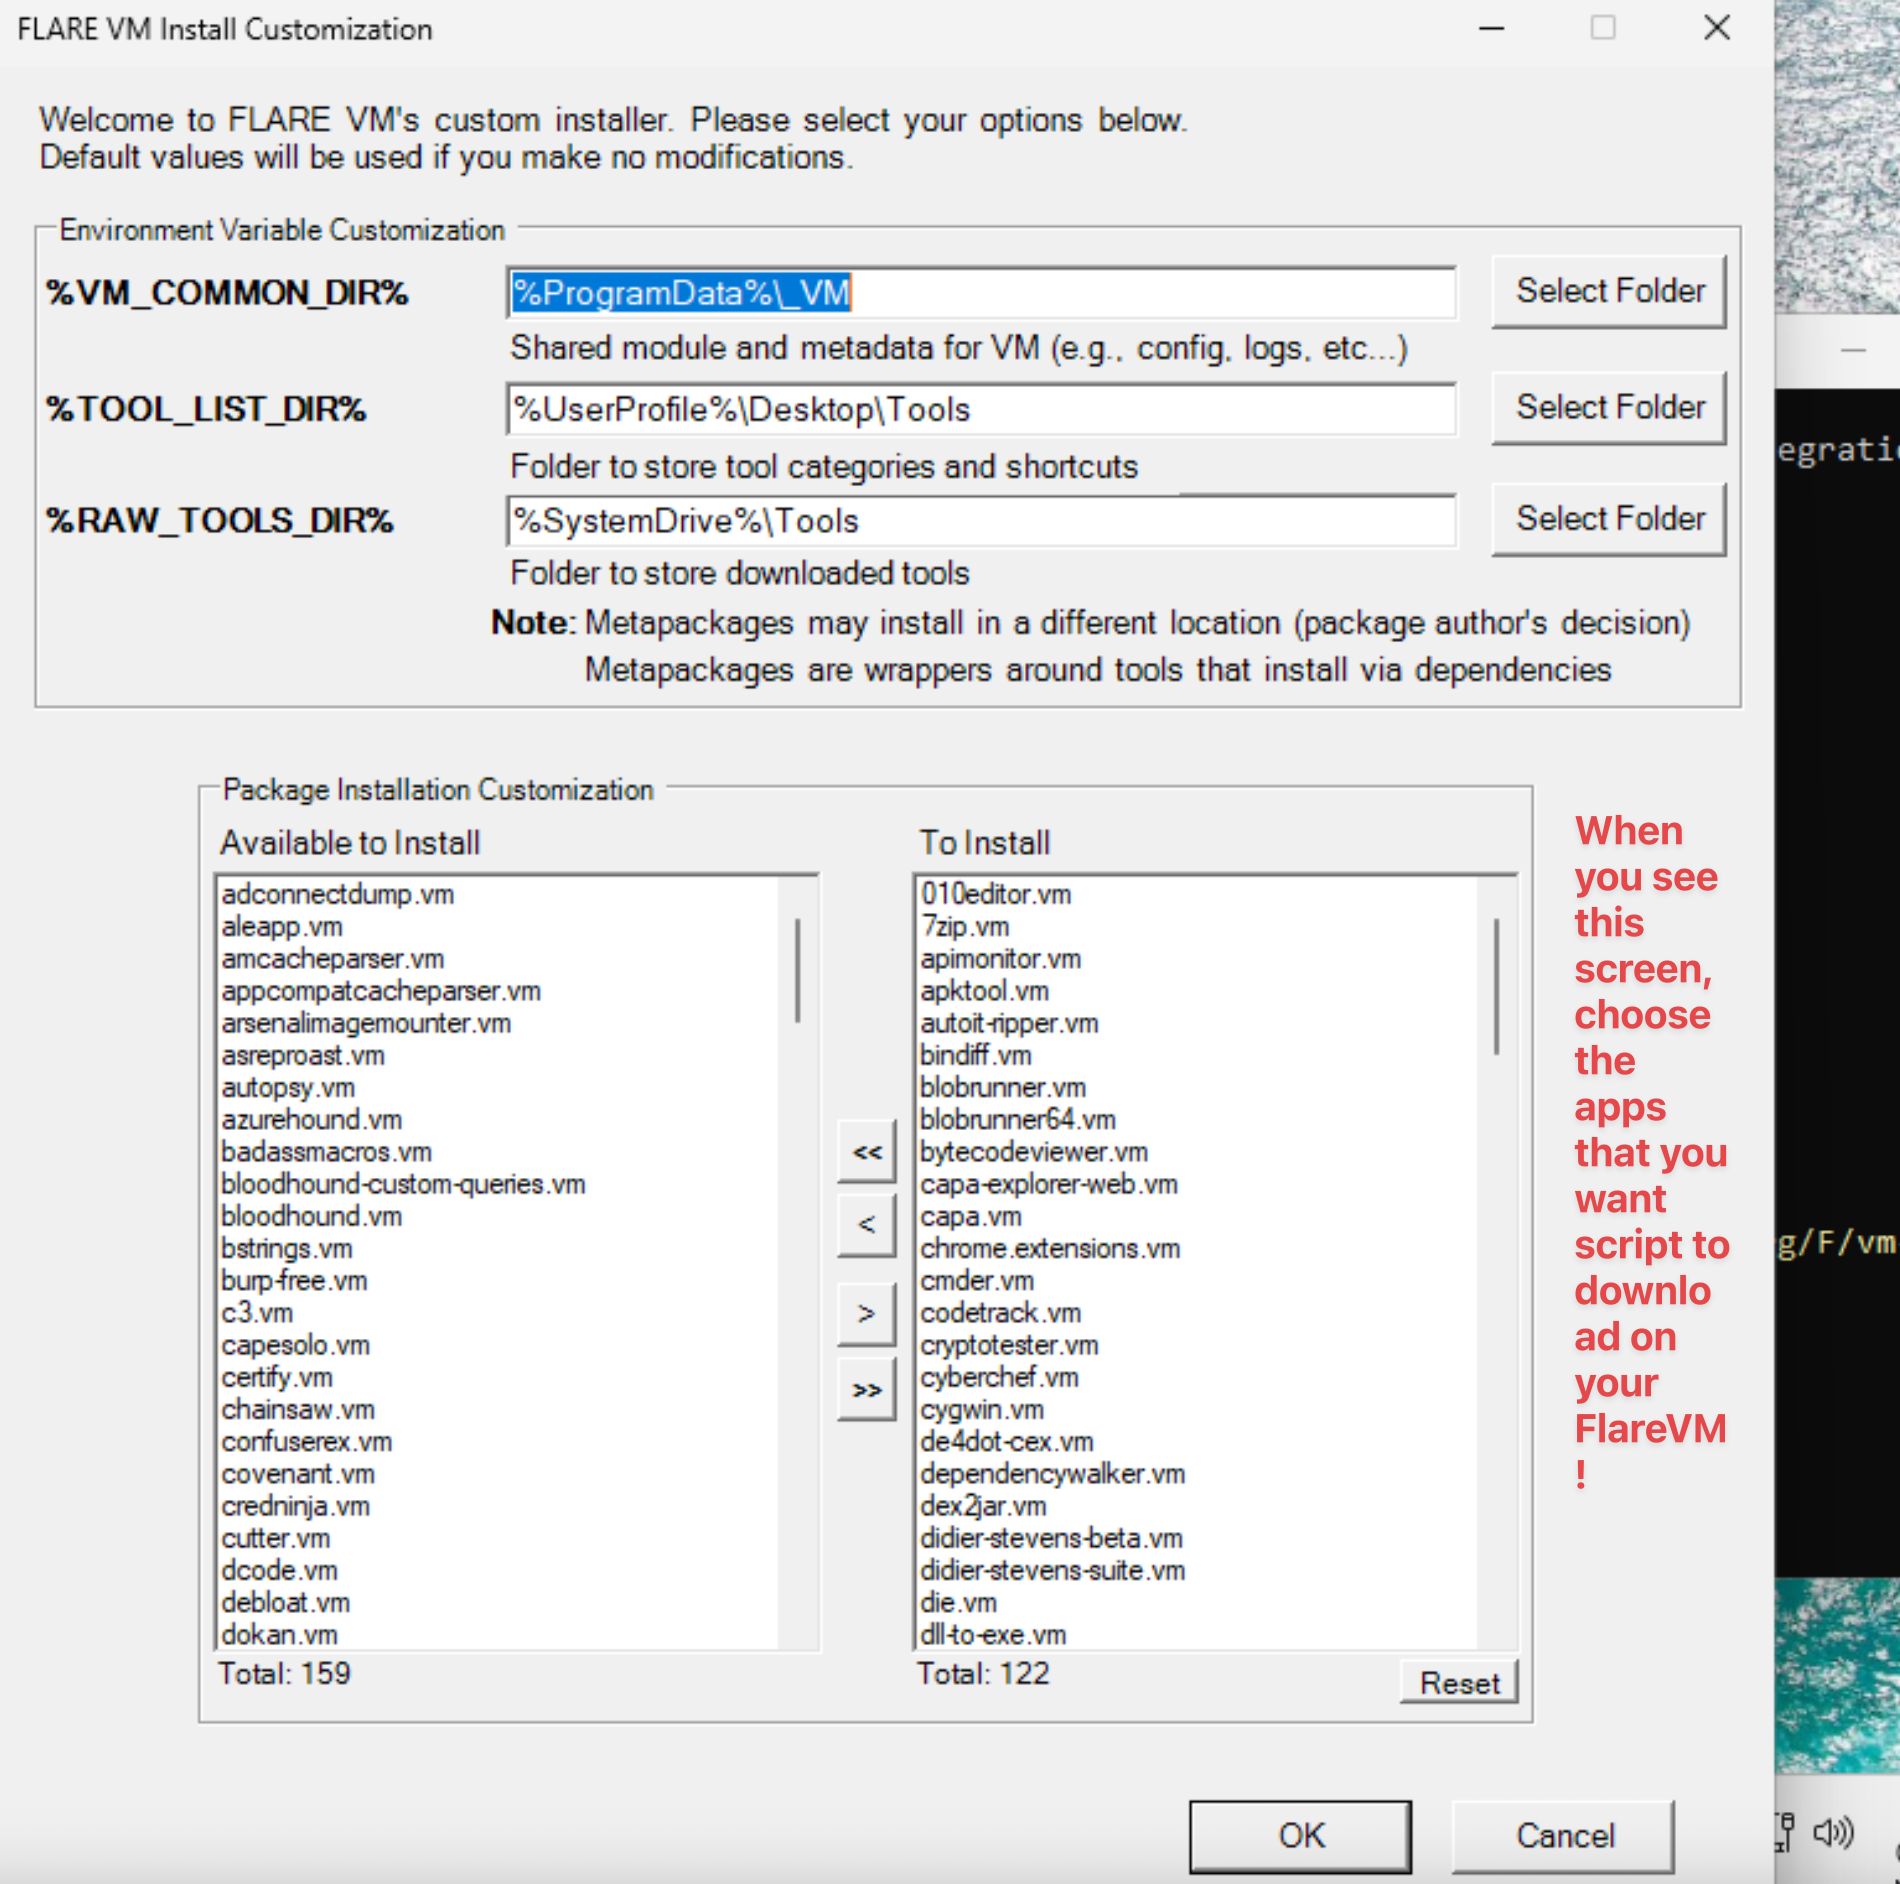 FLARE VM Install Customization
Welcome to FLARE VM's custom installer. Please select your options below.
Default values will be used if you make no modifications.
Environment Variable Customization
%VM_COMMON_DIR%
%ProgramData%\_VM
Select Folder
Shared module and metadata for VM (e.g., config, logs, etc...)
%TOOL_LIST_DIR%
%UserProfile%\Desktop\Tools
Select Folder
Folder to store tool categories and shortcuts
%RAW_TOOLS_DIR%
%SystemDrive%\Tools
Select Folder
Folder to store downloaded tools
Note: Metapackages may install in a different location (package author's decision)
Metapackages are wrappers around tools that install via dependencies
Package Installation Customization
Available to Install
adconnectdump.vm
aleapp.vm
amcacheparser.vm
appcompatcacheparser.vm
arsenalimagemounter.vm
asreproast.vm
autopsy.vm
azurehound.vm
badassmacros.vm
bloodhound-custom-queries.vm
bloodhound.vm
bstrings.vm
burp-free.vm
c3.vm
capesolo.vm
certify.vm
chainsaw.vm
confuserex.vm
covenant.vm
credninja.vm
cutter.vm
dcode.vm
debloat.vm
dokan.vm
Total: 159
<<
<
>
>>
To Install
010editor.vm
7zip.vm
apimonitor.vm
apktool.vm
autoit-ripper.vm
bindiff.vm
blobrunner.vm
blobrunner64.vm
bytecodeviewer.vm
capa-explorer-web.vm
capa.vm
chrome.extensions.vm
cmder.vm
codetrack.vm
cryptotester.vm
cyberchef.vm
cygwin.vm
de4dot-cex.vm
dependencywalker.vm
dex2jar.vm
didier-stevens-beta.vm
didier-stevens-suite.vm
die.vm
dll-to-exe.vm
Total: 122
Reset
When
you see
this
screen,
choose
the
apps
that you
want
script to
downlo
ad on
your
FlareVM
!
OK
Cancel
egratio
g/F/vm